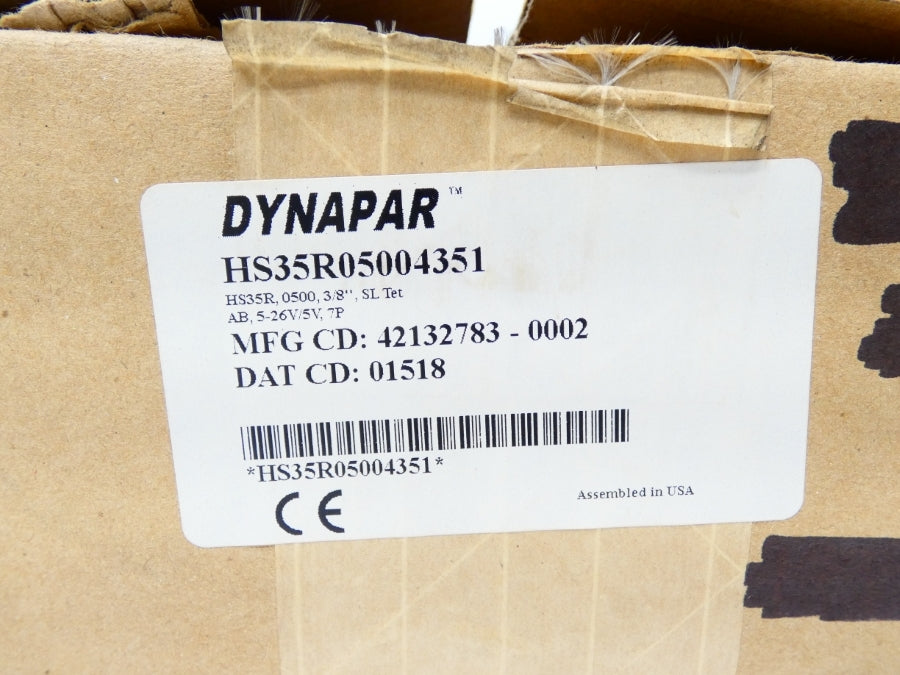 DYNAPAR™
HS35R05004351
HS35R, 0500, 3/8", SL Tet
AB, 5-26V/5V, 7P
MFG CD: 42132783 - 0002
DAT CD: 01518
*HS35R05004351*
CE
Assembled in USA